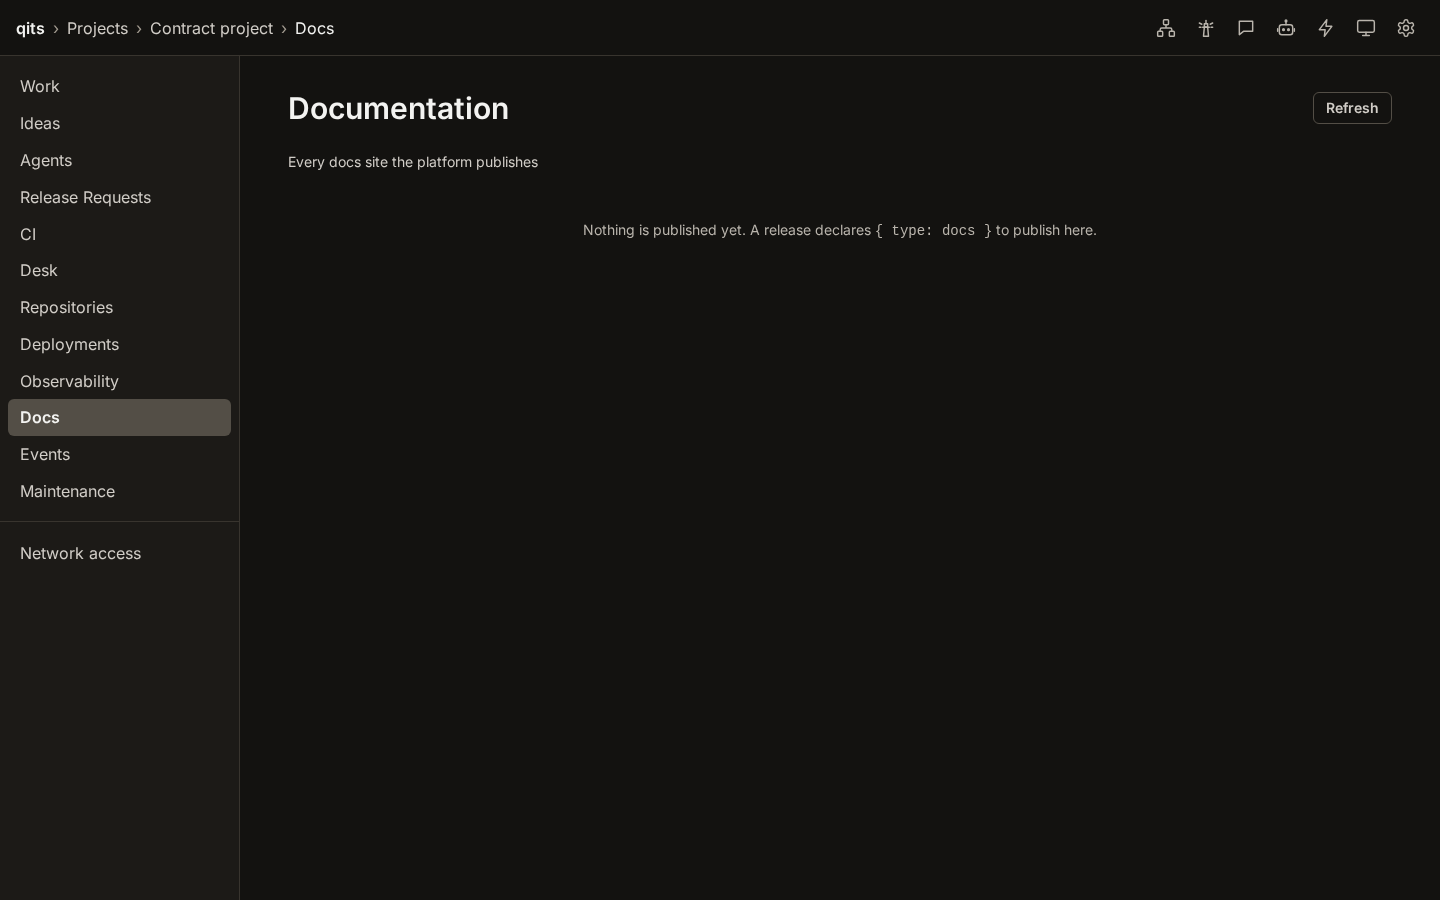 qits › Projects › Contract project › Docs
Work
Ideas
Agents
Release Requests
CI
Desk
Repositories
Deployments
Observability
Docs
Events
Maintenance
Network access
Documentation
Refresh
Every docs site the platform publishes
Nothing is published yet. A release declares { type: docs } to publish here.